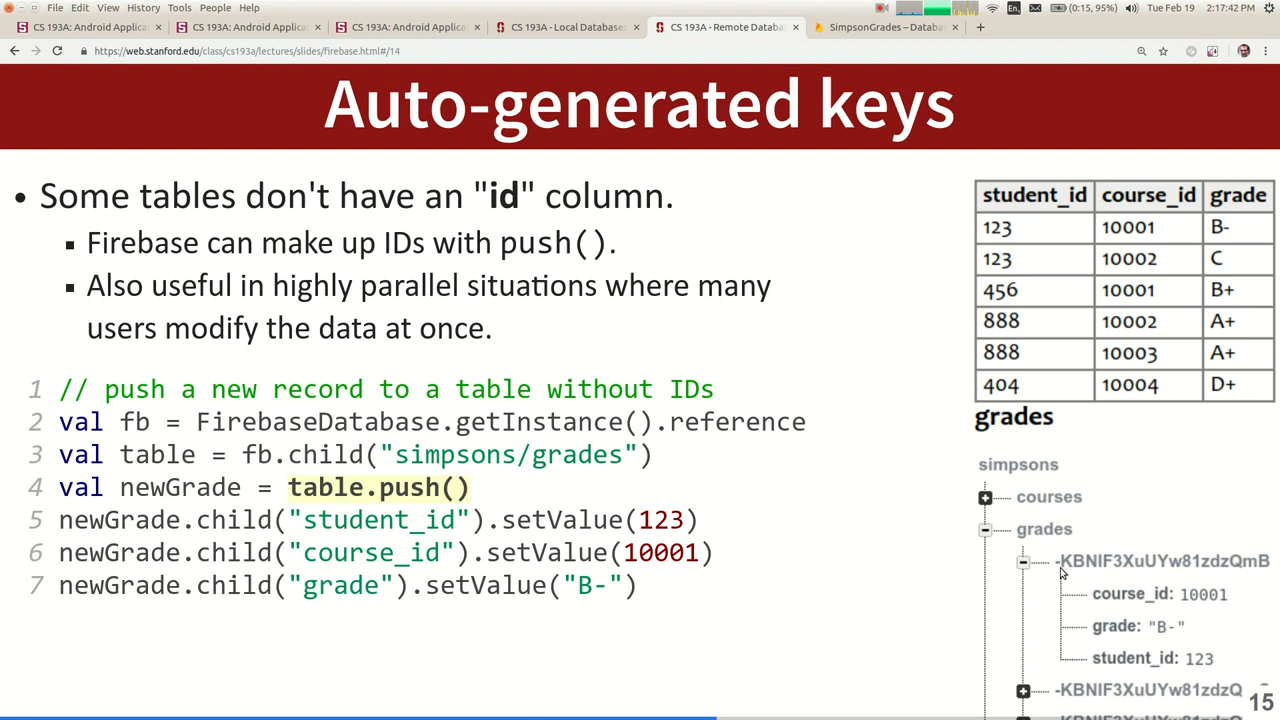 File Edit View History Bookmarks Tools People Help
En
(0:15, 95%)
Tue Feb 19 2:17:42 PM
CS 193A: Android Applica
CS 193A: Android Applica
CS 193A: Android Applica
CS 193A - Local Databases
CS 193A - Remote Databa
SimpsonGrades – Databa
https://web.stanford.edu/class/cs193a/lectures/slides/firebase.html#/14
Auto-generated keys
• Some tables don't have an "id" column.
▪ Firebase can make up IDs with push().
▪ Also useful in highly parallel situations where many
users modify the data at once.
1 // push a new record to a table without IDs
2 val fb = FirebaseDatabase.getInstance().reference
3 val table = fb.child("simpsons/grades")
4 val newGrade = table.push()
5 newGrade.child("student_id").setValue(123)
6 newGrade.child("course_id").setValue(10001)
7 newGrade.child("grade").setValue("B-")
student_id course_id grade
123 10001 B-
123 10002 C
456 10001 B+
888 10002 A+
888 10003 A+
404 10004 D+
grades
simpsons
courses
grades
-KBNIF3XuUYw81zdzQmB
course_id: 10001
grade: "B-"
student_id: 123
-KBNIF3XuUYw81zdzQ
15